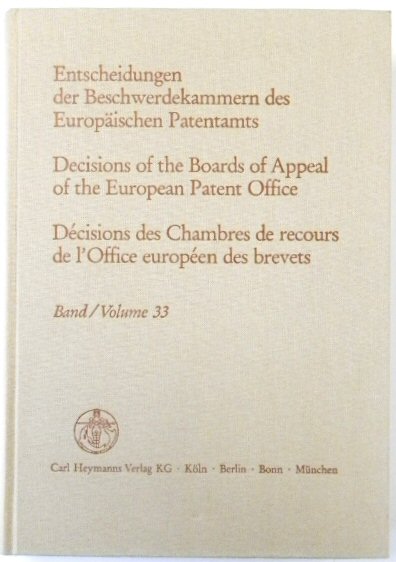 Entscheidungen
der Beschwerdekammern des
Europäischen Patentamts
Decisions of the Boards of Appeal
of the European Patent Office
Décisions des Chambres de recours
de l'Office européen des brevets
Band/Volume 33
Carl Heymanns Verlag KG · Köln · Berlin · Bonn · München